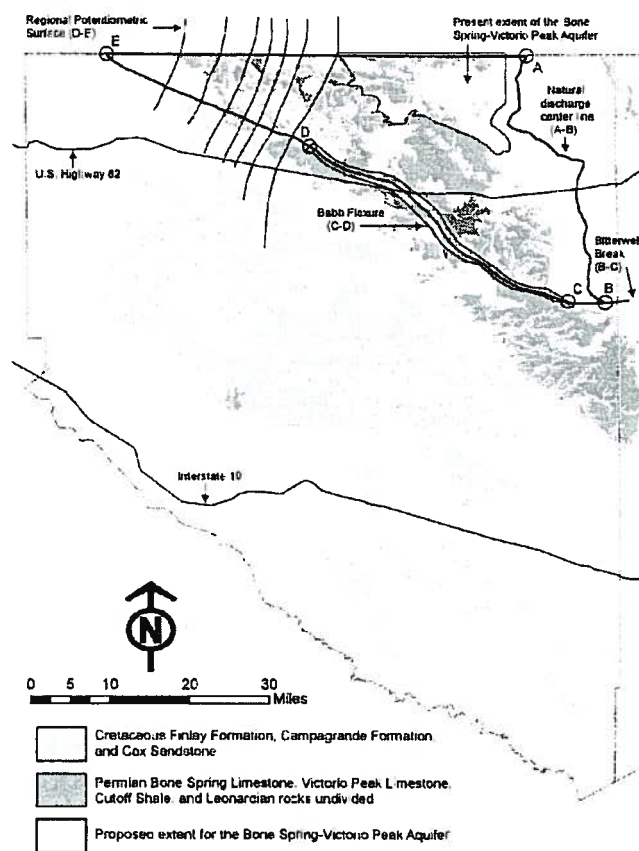 Regional Potentiometric
Surface (D-E)
Present extent of the Bone
Spring-Victorio Peak Aquifer
E
A
Natural
discharge
center line
(A-B)
D
U.S. Highway 62
Babb Flexure
(C-D)
Bitterwell
Break
(B-C)
C
B
Interstate 10
N
0 5 10 20 30
Miles
Cretaceous Finlay Formation, Campagrande Formation,
and Cox Sandstone
Permian Bone Spring Limestone, Victorio Peak Limestone,
Cutoff Shale, and Leonardian rocks undivided
Proposed extent for the Bone Spring-Victorio Peak Aquifer